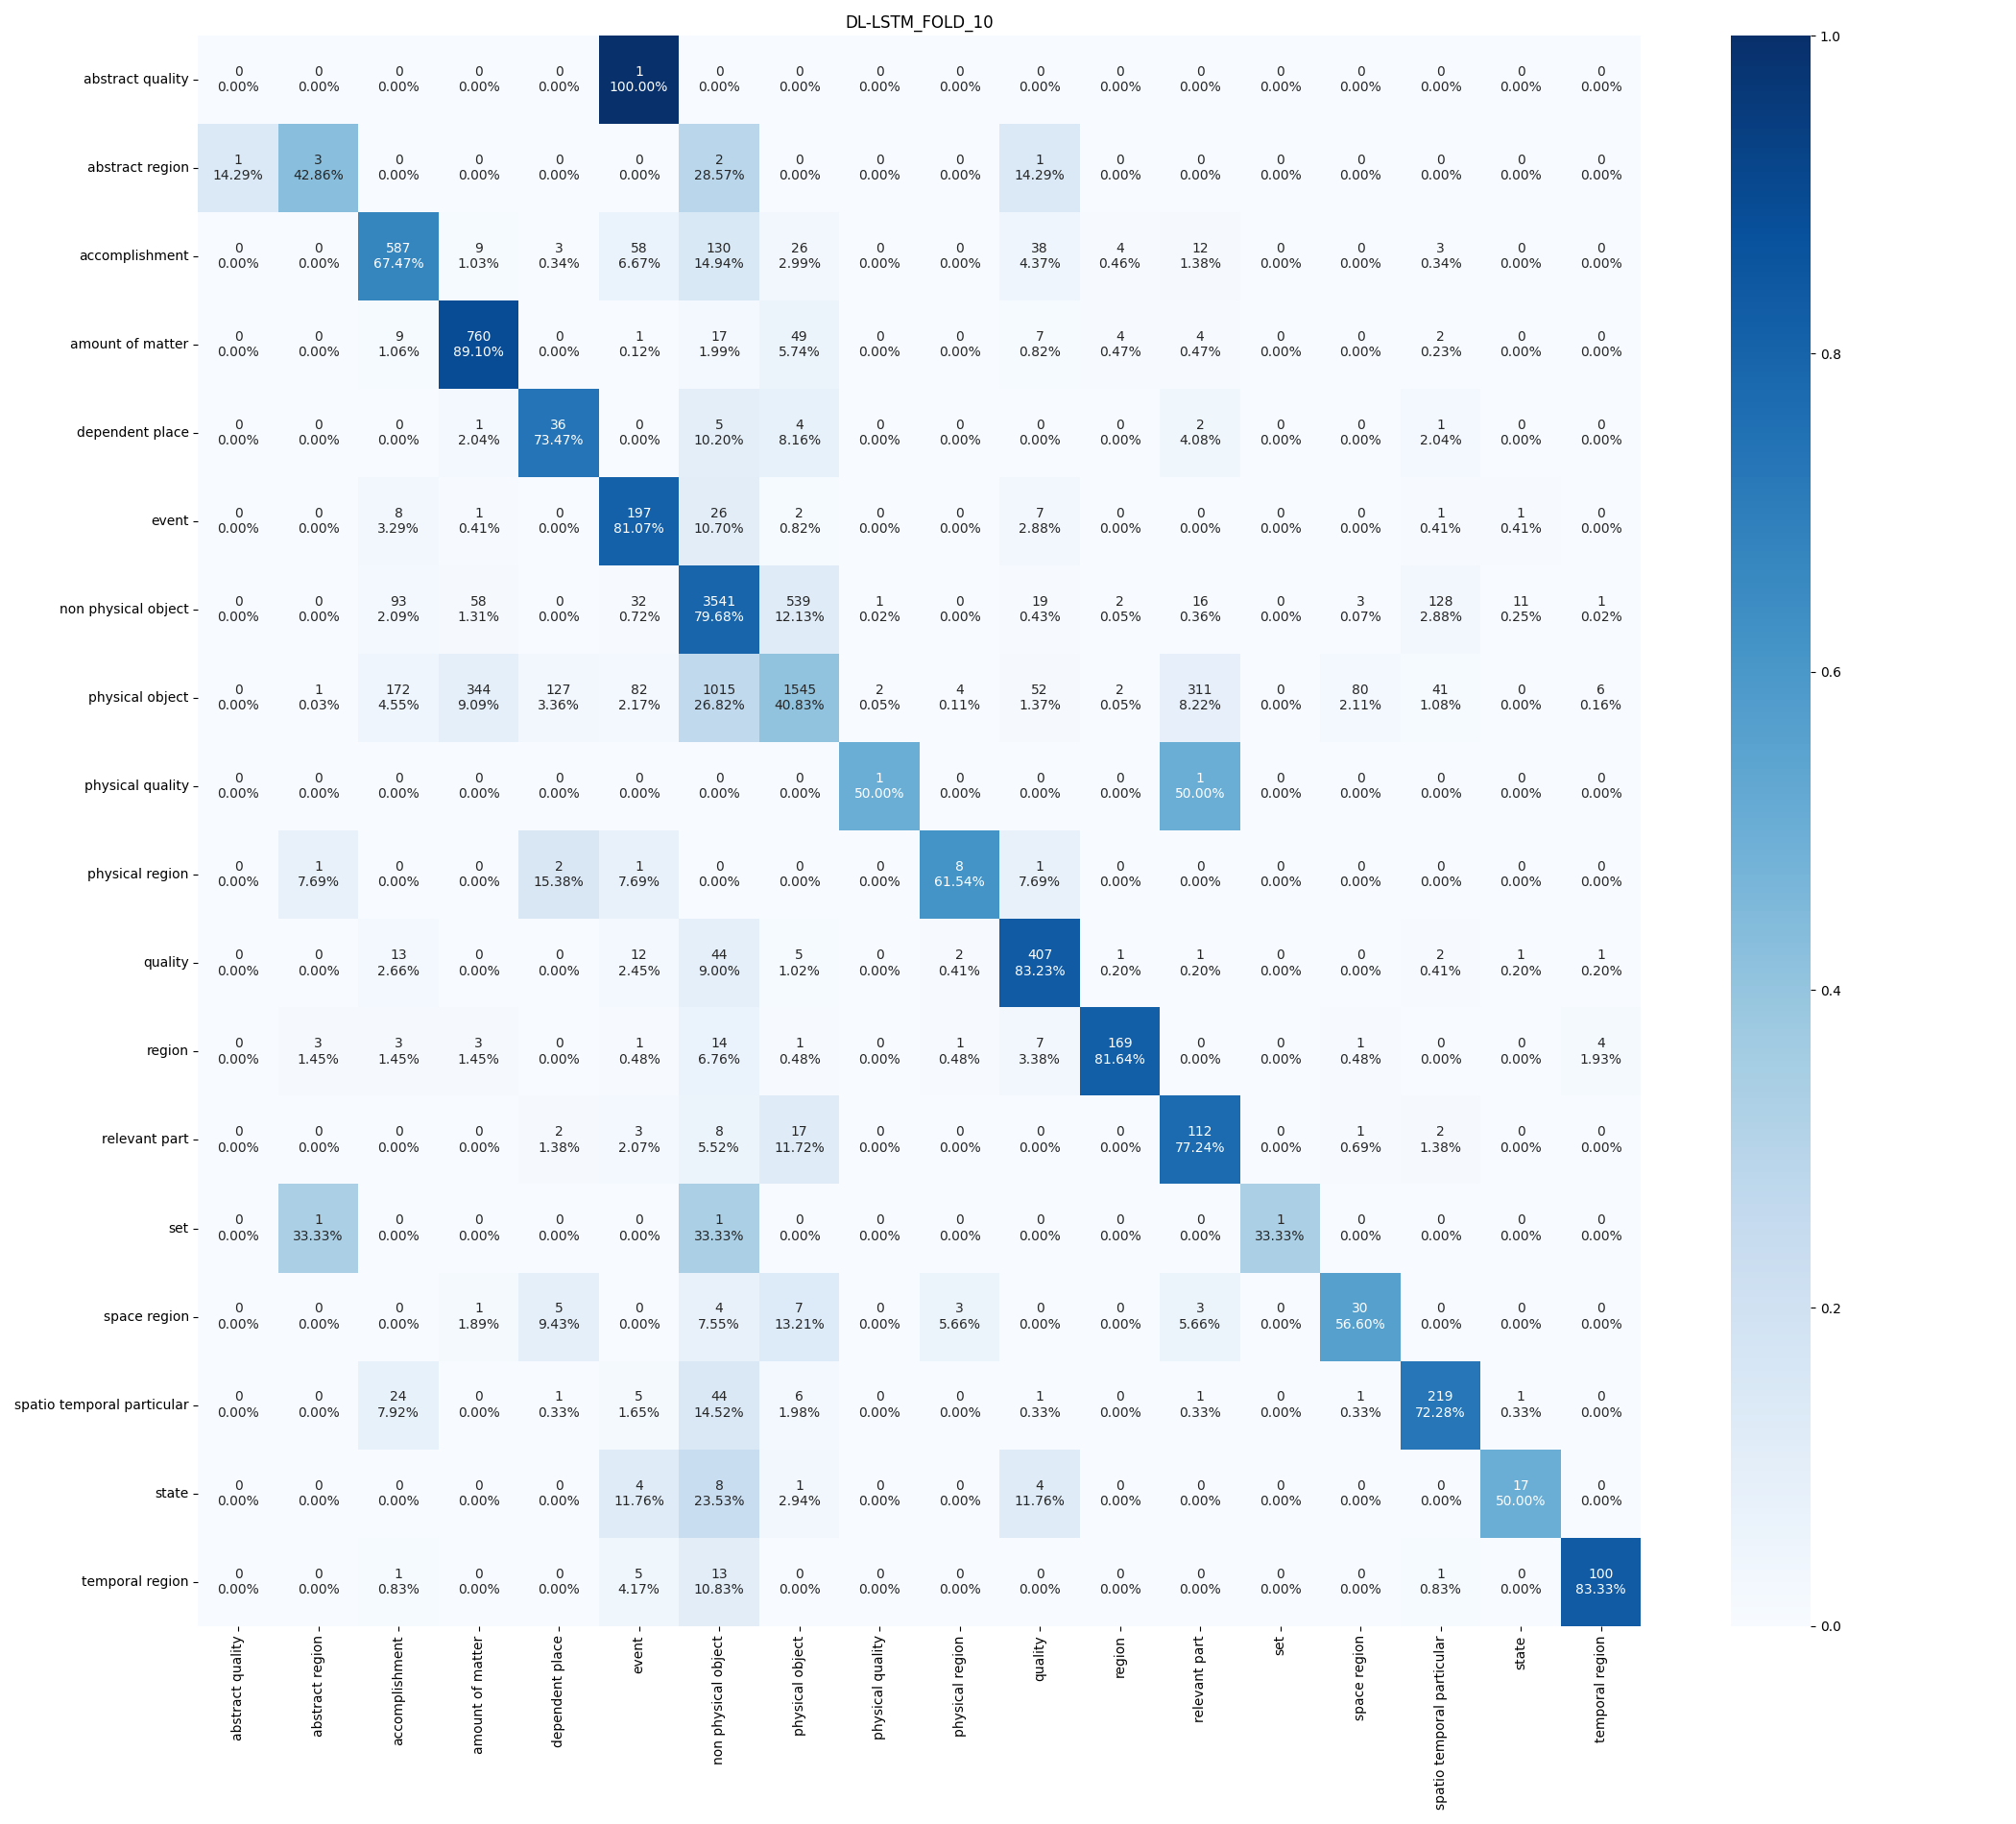 DL-LSTM_FOLD_10
abstract quality
0 0 0 0 0 1 0 0 0 0 0 0 0 0 0 0 0 0
0.00% 0.00% 0.00% 0.00% 0.00% 100.00% 0.00% 0.00% 0.00% 0.00% 0.00% 0.00% 0.00% 0.00% 0.00% 0.00% 0.00% 0.00%
abstract region
1 3 0 0 0 0 2 0 0 0 1 0 0 0 0 0 0 0
14.29% 42.86% 0.00% 0.00% 0.00% 0.00% 28.57% 0.00% 0.00% 0.00% 14.29% 0.00% 0.00% 0.00% 0.00% 0.00% 0.00% 0.00%
accomplishment
0 0 587 9 3 58 130 26 0 0 38 4 12 0 0 3 0 0
0.00% 0.00% 67.47% 1.03% 0.34% 6.67% 14.94% 2.99% 0.00% 0.00% 4.37% 0.46% 1.38% 0.00% 0.00% 0.34% 0.00% 0.00%
amount of matter
0 0 9 760 0 1 17 49 0 0 7 4 4 0 0 2 0 0
0.00% 0.00% 1.06% 89.10% 0.00% 0.12% 1.99% 5.74% 0.00% 0.00% 0.82% 0.47% 0.47% 0.00% 0.00% 0.23% 0.00% 0.00%
dependent place
0 0 0 1 36 0 5 4 0 0 0 0 2 0 0 1 0 0
0.00% 0.00% 0.00% 2.04% 73.47% 0.00% 10.20% 8.16% 0.00% 0.00% 0.00% 0.00% 4.08% 0.00% 0.00% 2.04% 0.00% 0.00%
event
0 0 8 1 0 197 26 2 0 0 7 0 0 0 0 1 1 0
0.00% 0.00% 3.29% 0.41% 0.00% 81.07% 10.70% 0.82% 0.00% 0.00% 2.88% 0.00% 0.00% 0.00% 0.00% 0.41% 0.41% 0.00%
non physical object
0 0 93 58 0 32 3541 539 1 0 19 2 16 0 3 128 11 1
0.00% 0.00% 2.09% 1.31% 0.00% 0.72% 79.68% 12.13% 0.02% 0.00% 0.43% 0.05% 0.36% 0.00% 0.07% 2.88% 0.25% 0.02%
physical object
0 1 172 344 127 82 1015 1545 2 4 52 2 311 0 80 41 0 6
0.00% 0.03% 4.55% 9.09% 3.36% 2.17% 26.82% 40.83% 0.05% 0.11% 1.37% 0.05% 8.22% 0.00% 2.11% 1.08% 0.00% 0.16%
physical quality
0 0 0 0 0 0 0 0 1 0 0 0 1 0 0 0 0 0
0.00% 0.00% 0.00% 0.00% 0.00% 0.00% 0.00% 0.00% 50.00% 0.00% 0.00% 0.00% 50.00% 0.00% 0.00% 0.00% 0.00% 0.00%
physical region
0 1 0 0 2 1 0 0 0 8 1 0 0 0 0 0 0 0
0.00% 7.69% 0.00% 0.00% 15.38% 7.69% 0.00% 0.00% 0.00% 61.54% 7.69% 0.00% 0.00% 0.00% 0.00% 0.00% 0.00% 0.00%
quality
0 0 13 0 0 12 44 5 0 2 407 1 1 0 0 2 1 1
0.00% 0.00% 2.66% 0.00% 0.00% 2.45% 9.00% 1.02% 0.00% 0.41% 83.23% 0.20% 0.20% 0.00% 0.00% 0.41% 0.20% 0.20%
region
0 3 3 3 0 1 14 1 0 1 7 169 0 0 1 0 0 4
0.00% 1.45% 1.45% 1.45% 0.00% 0.48% 6.76% 0.48% 0.00% 0.48% 3.38% 81.64% 0.00% 0.00% 0.48% 0.00% 0.00% 1.93%
relevant part
0 0 0 0 2 3 8 17 0 0 0 0 112 0 1 2 0 0
0.00% 0.00% 0.00% 0.00% 1.38% 2.07% 5.52% 11.72% 0.00% 0.00% 0.00% 0.00% 77.24% 0.00% 0.69% 1.38% 0.00% 0.00%
set
0 1 0 0 0 0 1 0 0 0 0 0 0 1 0 0 0 0
0.00% 33.33% 0.00% 0.00% 0.00% 0.00% 33.33% 0.00% 0.00% 0.00% 0.00% 0.00% 0.00% 33.33% 0.00% 0.00% 0.00% 0.00%
space region
0 0 0 1 5 0 4 7 0 3 0 0 3 0 30 0 0 0
0.00% 0.00% 0.00% 1.89% 9.43% 0.00% 7.55% 13.21% 0.00% 5.66% 0.00% 0.00% 5.66% 0.00% 56.60% 0.00% 0.00% 0.00%
spatio temporal particular
0 0 24 0 1 5 44 6 0 0 1 0 1 0 1 219 1 0
0.00% 0.00% 7.92% 0.00% 0.33% 1.65% 14.52% 1.98% 0.00% 0.00% 0.33% 0.00% 0.33% 0.00% 0.33% 72.28% 0.33% 0.00%
state
0 0 0 0 0 4 8 1 0 0 4 0 0 0 0 0 17 0
0.00% 0.00% 0.00% 0.00% 0.00% 11.76% 23.53% 2.94% 0.00% 0.00% 11.76% 0.00% 0.00% 0.00% 0.00% 0.00% 50.00% 0.00%
temporal region
0 0 1 0 0 5 13 0 0 0 0 0 0 0 0 1 0 100
0.00% 0.00% 0.83% 0.00% 0.00% 4.17% 10.83% 0.00% 0.00% 0.00% 0.00% 0.00% 0.00% 0.00% 0.00% 0.83% 0.00% 83.33%
abstract quality
abstract region
accomplishment
amount of matter
dependent place
event
non physical object
physical object
physical quality
physical region
quality
region
relevant part
set
space region
spatio temporal particular
state
temporal region
1.0
0.8
0.6
0.4
0.2
0.0